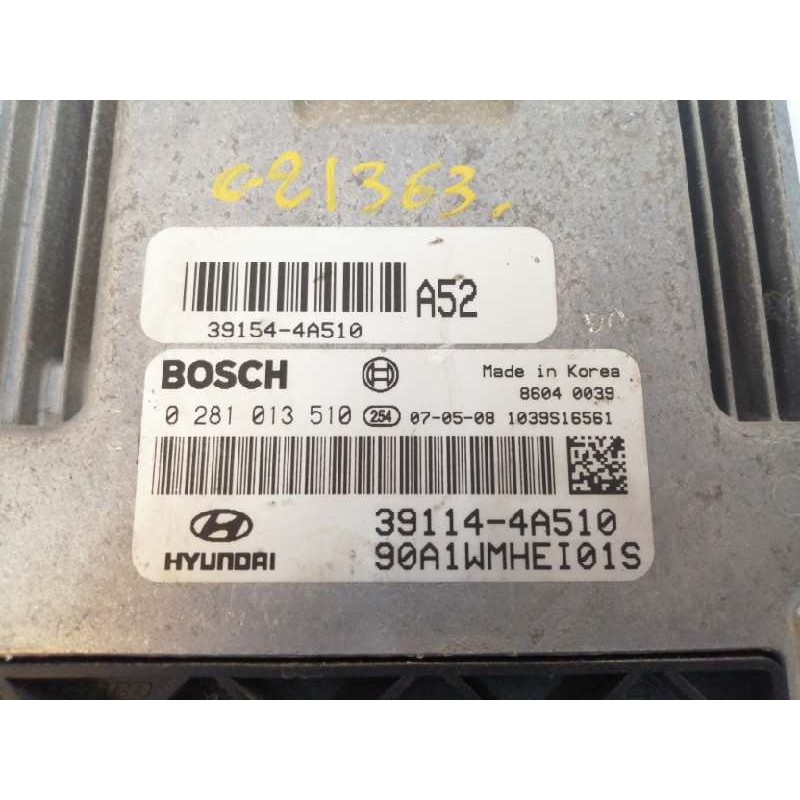 G21363.
A52
39154-4A510
BOSCH Made in Korea
8604 0039
0 281 013 510 254 07-05-08 1039S16561
39114-4A510
HYUNDAI 90A1WMHEI01S